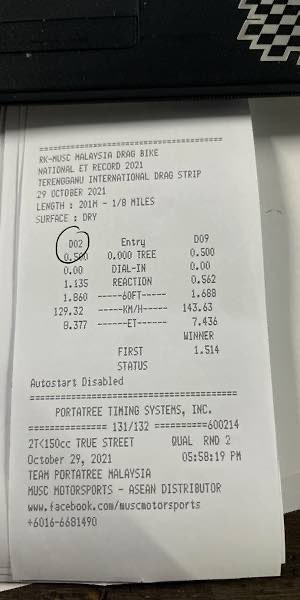 RK-MUSC MALAYSIA DRAG BIKE
NATIONAL ET RECORD 2021
TERENGGANU INTERNATIONAL DRAG STRIP
29 OCTOBER 2021
LENGTH : 201M - 1/8 MILES
SURFACE : DRY
D02 Entry D09
0.500 0.000 TREE 0.500
0.00 DIAL-IN 0.00
1.135 REACTION 0.562
1.860 -----60FT----- 1.688
129.32 -----KM/H----- 143.63
8.377 ------ET------ 7.436
WINNER
FIRST 1.514
STATUS
Autostart Disabled
PORTATREE TIMING SYSTEMS, INC.
=============== 131/132 ==========600214
2T<150cc TRUE STREET QUAL RND 2
October 29, 2021 05:58:19 PM
TEAM PORTATREE MALAYSIA
MUSC MOTORSPORTS - ASEAN DISTRIBUTOR
www.facebook.com/muscmotorsports
+6016-6681490